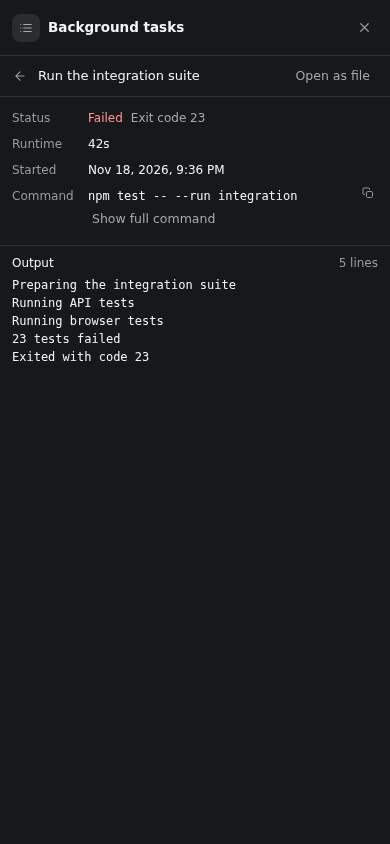 Background tasks
Run the integration suite
Open as file
Status
Failed
Exit code 23
Runtime
42s
Started
Nov 18, 2026, 9:36 PM
Command
npm test -- --run integration
Show full command
Output
5 lines
Preparing the integration suite
Running API tests
Running browser tests
23 tests failed
Exited with code 23